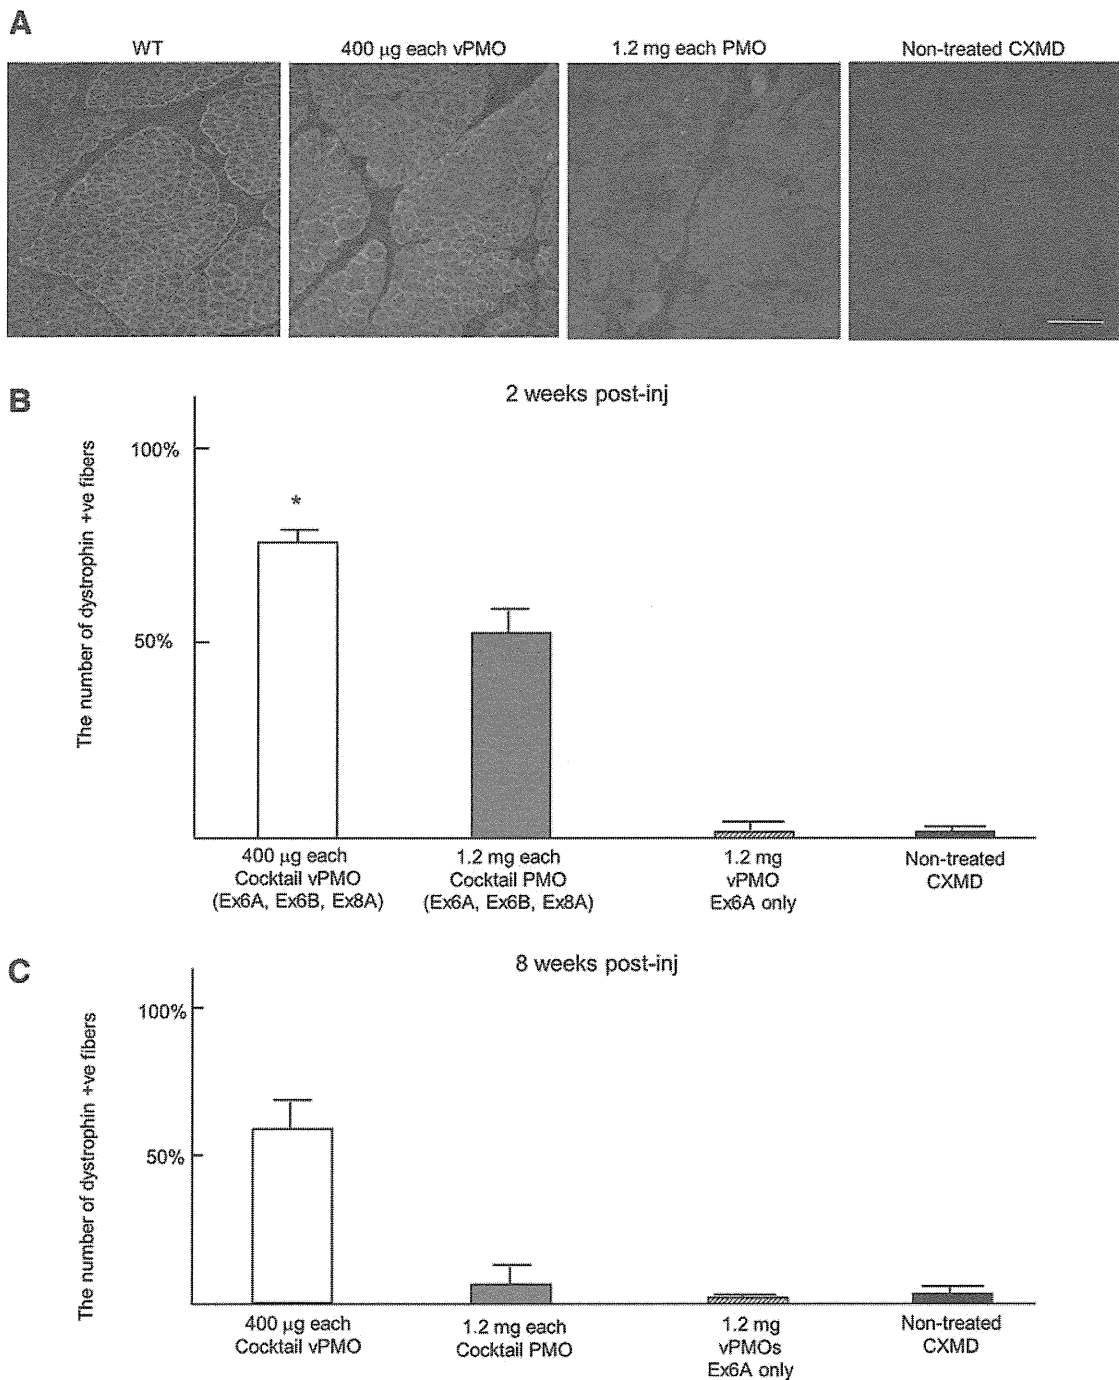 A
WT
400 µg each vPMO
1.2 mg each PMO
Non-treated CXMD
B
2 weeks post-inj
The number of dystrophin +ve fibers
100%
50%
*
400 µg each
Cocktail vPMO
(Ex6A, Ex6B, Ex8A)
1.2 mg each
Cocktail PMO
(Ex6A, Ex6B, Ex8A)
1.2 mg
vPMO
Ex6A only
Non-treated
CXMD
C
8 weeks post-inj
The number of dystrophin +ve fibers
100%
50%
400 µg each
Cocktail vPMO
1.2 mg each
Cocktail PMO
1.2 mg
vPMOs
Ex6A only
Non-treated
CXMD